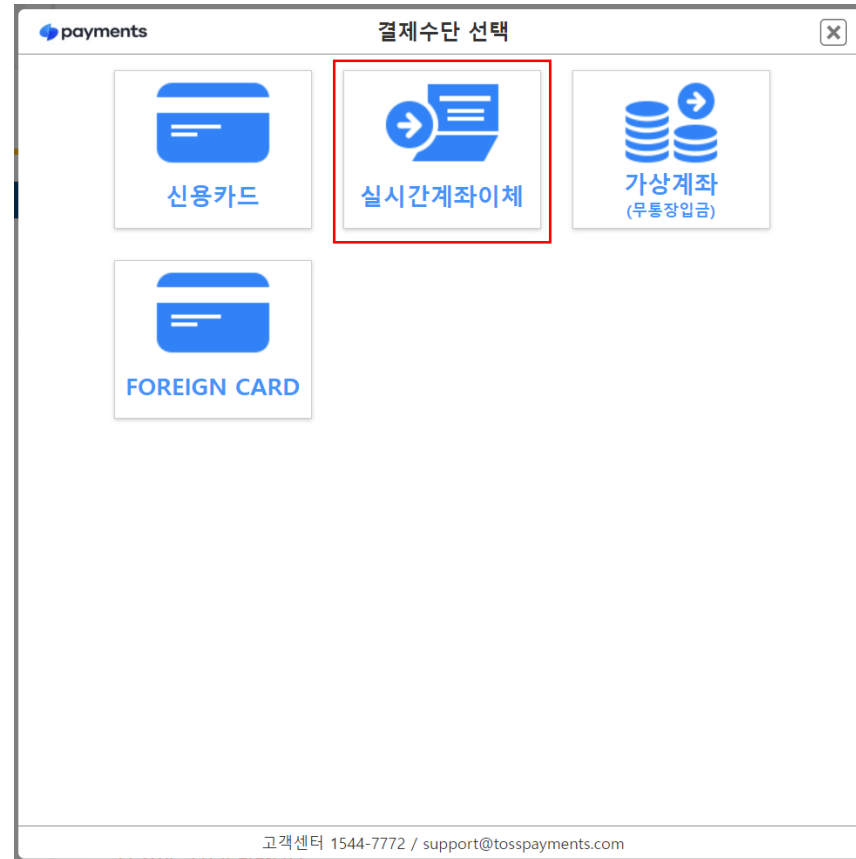 payments
결제수단 선택
신용카드
실시간계좌이체
가상계좌
(무통장입금)
FOREIGN CARD
고객센터 1544-7772 / support@tosspayments.com